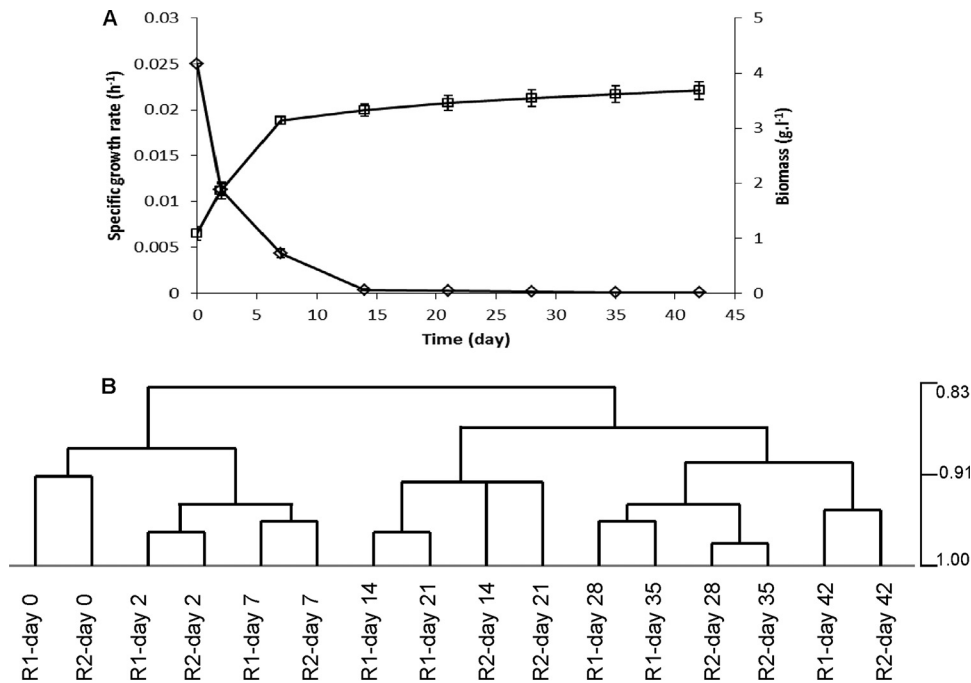 A
Specific growth rate (h-1)
0.03
0.025
0.02
0.015
0.01
0.005
0
5
4
3
2
1
0
Biomass (g.l-1)
0 5 10 15 20 25 30 35 40 45
Time (day)
B
0.83
0.91
1.00
R1-day 0
R2-day 0
R1-day 2
R2-day 2
R1-day 7
R2-day 7
R1-day 14
R1-day 21
R2-day 14
R2-day 21
R1-day 28
R1-day 35
R2-day 28
R2-day 35
R1-day 42
R2-day 42